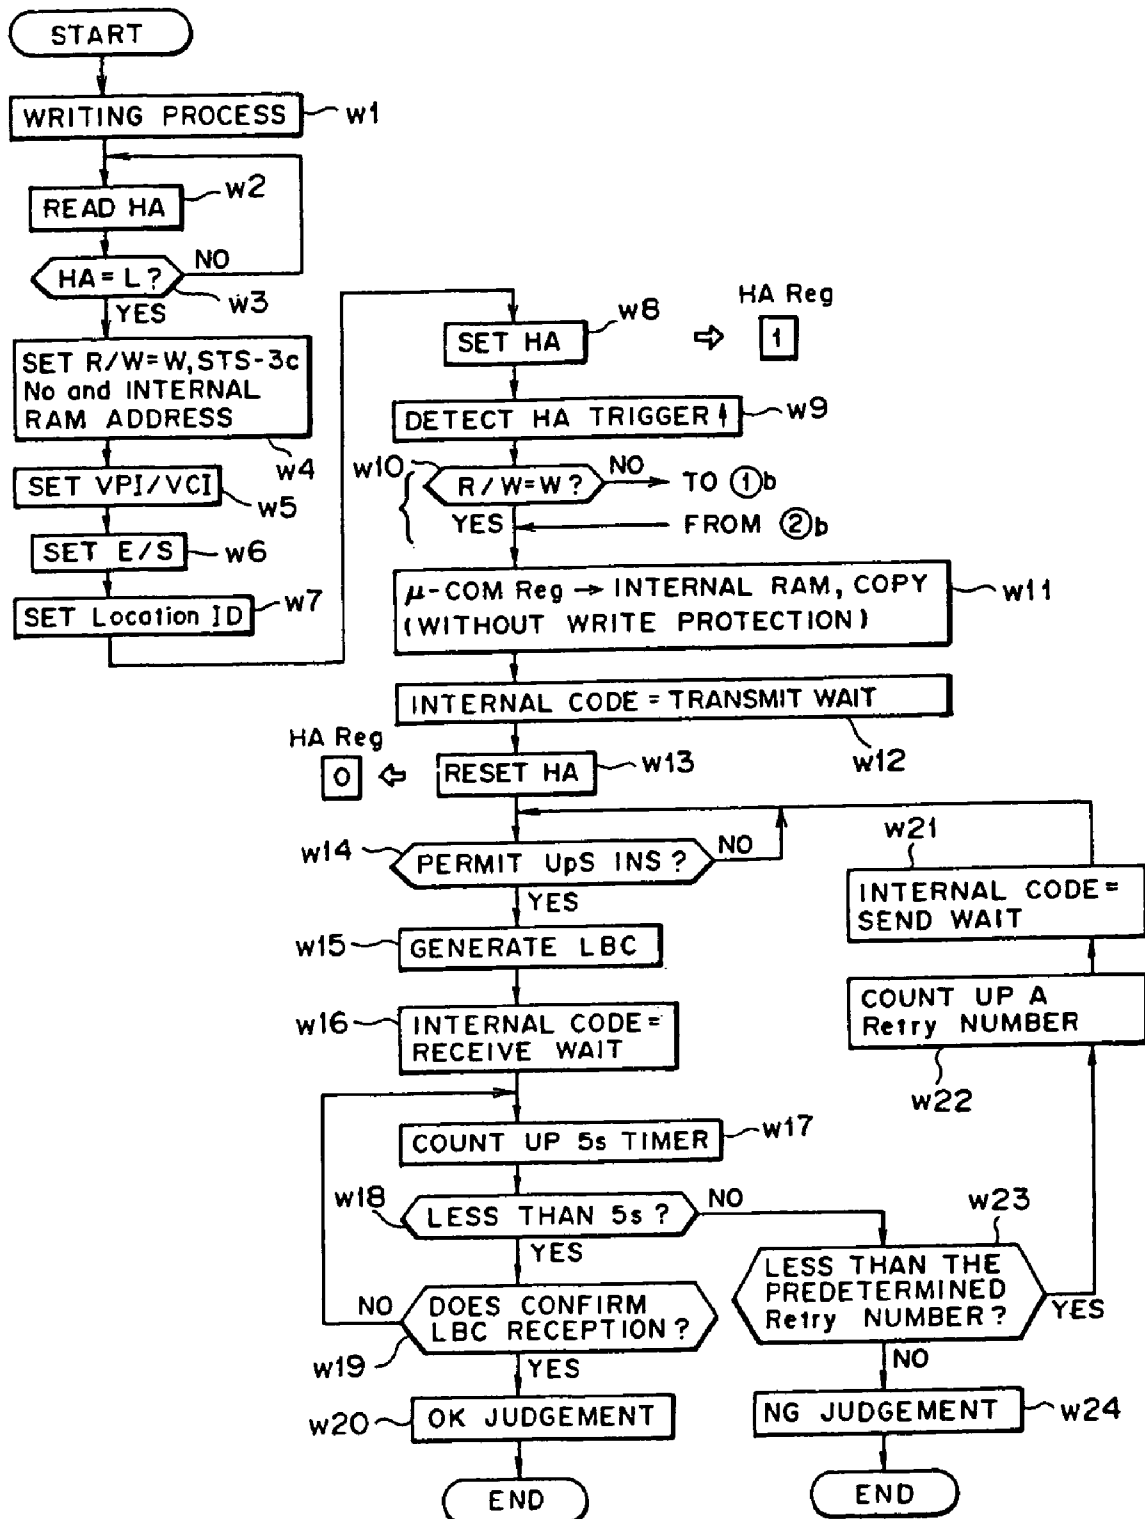 START
WRITING PROCESS
w1
READ HA
w2
HA = L ?
NO
w3
YES
SET R/W=W, STS-3c
No and INTERNAL
RAM ADDRESS
w4
SET VPI/VCI
w5
SET E/S
w6
SET Location ID
w7
SET HA
w8
HA Reg
1
DETECT HA TRIGGER ↑
w9
w10
R/W=W ?
NO
TO ①b
YES
FROM ②b
μ-COM Reg → INTERNAL RAM, COPY
(WITHOUT WRITE PROTECTION)
w11
INTERNAL CODE = TRANSMIT WAIT
w12
HA Reg
0
RESET HA
w13
w14
PERMIT UpS INS ?
NO
YES
w15
GENERATE LBC
w16
INTERNAL CODE =
RECEIVE WAIT
COUNT UP 5s TIMER
w17
w18
LESS THAN 5s ?
NO
YES
NO
DOES CONFIRM
LBC RECEPTION ?
w19
YES
w20
OK JUDGEMENT
END
w21
INTERNAL CODE =
SEND WAIT
COUNT UP A
Retry NUMBER
w22
w23
LESS THAN THE
PREDETERMINED
Retry NUMBER ?
YES
NO
NG JUDGEMENT
w24
END